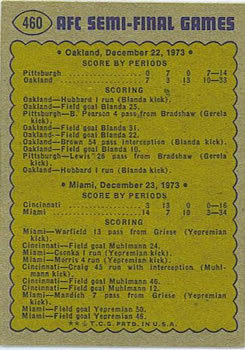 460 AFC SEMI-FINAL GAMES
• Oakland, December 22, 1973 •
SCORE BY PERIODS
Pittsburgh 0 7 0 7—14
Oakland 7 3 13 10—33
SCORING
Oakland—Hubbard 1 run (Blanda kick).
Pittsburgh—B. Pearson 4 pass from Bradshaw (Gerela
kick).
Oakland—Field goal Blanda 25.
Oakland—Field goal Blanda 31.
Oakland—Field goal Blanda 22.
Oakland—Brown 54 pass interception (Blanda kick).
Oakland—Field goal Blanda 10.
Pittsburgh—Lewis 26 pass from Bradshaw (Gerela
kick).
Oakland—Hubbard 1 run (Blanda kick).
• Miami, December 23, 1973 •
SCORE BY PERIODS
Cincinnati 3 13 0 0—16
Miami 14 7 10 3—34
SCORING
Miami—Warfield 13 pass from Griese (Yepremian
kick).
Cincinnati—Field goal Muhlmann 24.
Miami—Csonka 1 run (Yepremian kick).
Miami—Morris 4 run (Yepremian kick).
Cincinnati—Craig 45 run with interception (Muhl-
mann kick).
Cincinnati—Field goal Muhlmann 46.
Cincinnati—Field goal Muhlmann 12.
Miami—Mandich 7 pass from Griese (Yepremian
kick).
Miami—Field goal Yepremian 50.
Miami—Field goal Yepremian 46.
★★ © T.C.G. PRTD. IN U.S.A.